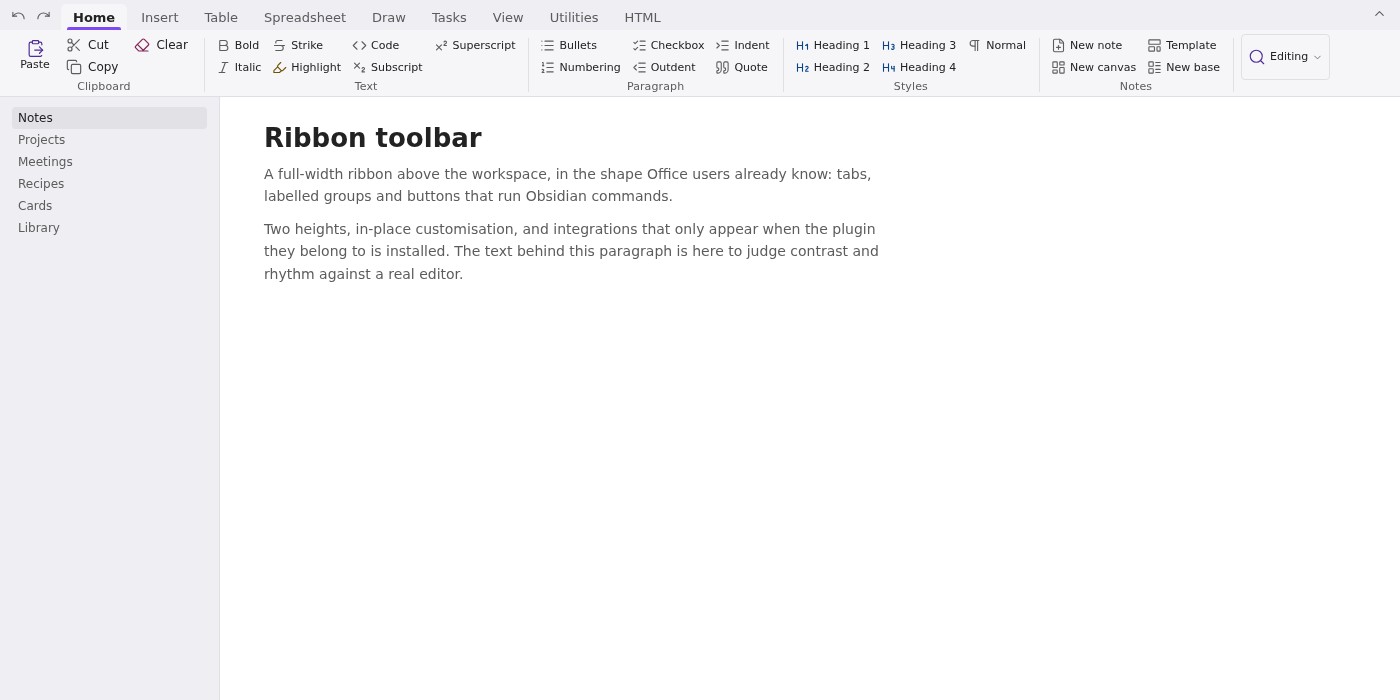 Home Insert Table Spreadsheet Draw Tasks View Utilities HTML
Paste Cut Clear Bold Strike Code Superscript Bullets Checkbox Indent H1 Heading 1 H3 Heading 3 Normal New note Template Editing
Copy Italic Highlight Subscript Numbering Outdent Quote H2 Heading 2 H4 Heading 4 New canvas New base
Clipboard Text Paragraph Styles Notes
Notes
Projects
Meetings
Recipes
Cards
Library
Ribbon toolbar
A full-width ribbon above the workspace, in the shape Office users already know: tabs,
labelled groups and buttons that run Obsidian commands.
Two heights, in-place customisation, and integrations that only appear when the plugin
they belong to is installed. The text behind this paragraph is here to judge contrast and
rhythm against a real editor.